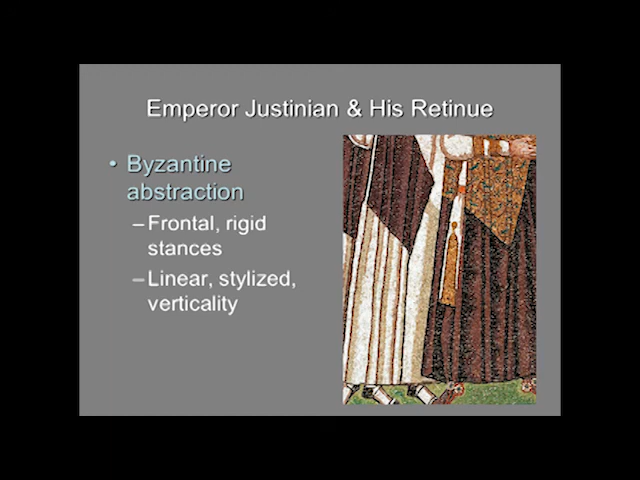 Emperor Justinian & His Retinue
• Byzantine
abstraction
– Frontal, rigid
stances
– Linear, stylized,
verticality